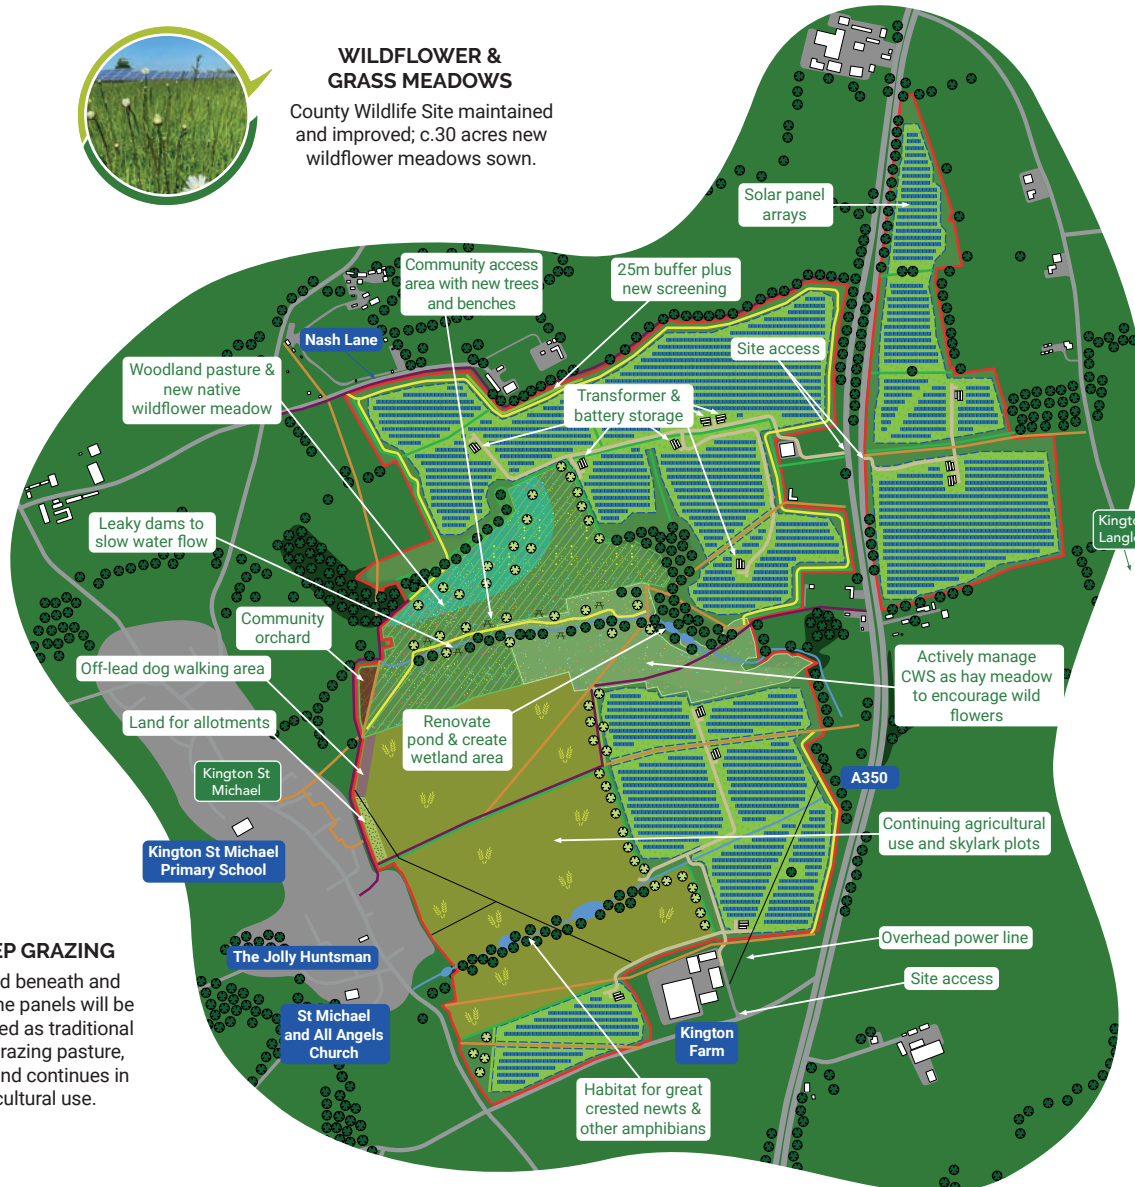 WILDFLOWER &
GRASS MEADOWS
County Wildlife Site maintained
and improved; c.30 acres new
wildflower meadows sown.
Solar panel
arrays
Community access
area with new trees
and benches
25m buffer plus
new screening
Nash Lane
Site access
Woodland pasture &
new native
wildflower meadow
Transformer &
battery storage
Leaky dams to
slow water flow
Community
orchard
Off-lead dog walking area
Actively manage
CWS as hay meadow
to encourage wild
flowers
Land for allotments
Renovate
pond & create
wetland area
Kington St
Michael
A350
Continuing agricultural
use and skylark plots
Kington St Michael
Primary School
EP GRAZING
d beneath and
ne panels will be
ed as traditional
razing pasture,
nd continues in
cultural use.
The Jolly Huntsman
Overhead power line
Site access
St Michael
and All Angels
Church
Kington
Farm
Habitat for great
crested newts &
other amphibians